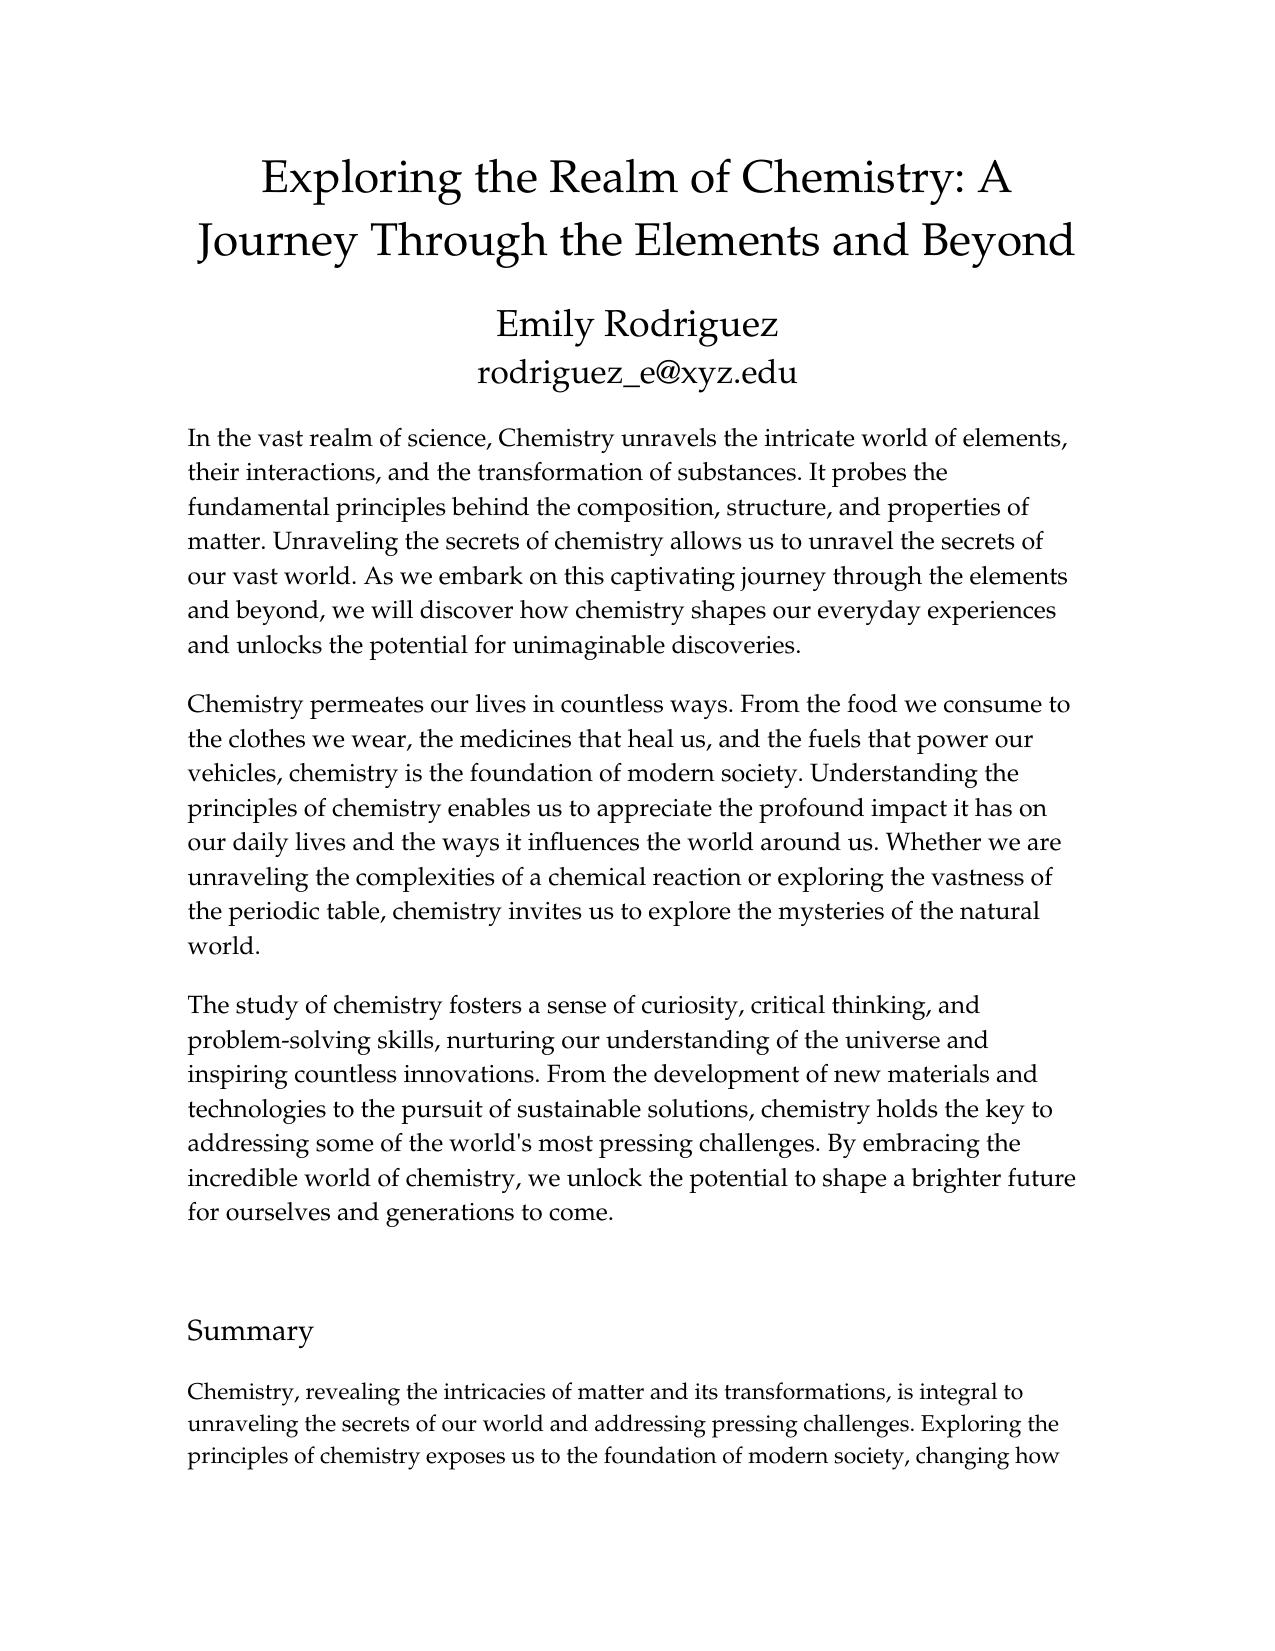 Exploring the Realm of Chemistry: A
Journey Through the Elements and Beyond
Emily Rodriguez
rodriguez_e@xyz.edu
In the vast realm of science, Chemistry unravels the intricate world of elements,
their interactions, and the transformation of substances. It probes the
fundamental principles behind the composition, structure, and properties of
matter. Unraveling the secrets of chemistry allows us to unravel the secrets of
our vast world. As we embark on this captivating journey through the elements
and beyond, we will discover how chemistry shapes our everyday experiences
and unlocks the potential for unimaginable discoveries.
Chemistry permeates our lives in countless ways. From the food we consume to
the clothes we wear, the medicines that heal us, and the fuels that power our
vehicles, chemistry is the foundation of modern society. Understanding the
principles of chemistry enables us to appreciate the profound impact it has on
our daily lives and the ways it influences the world around us. Whether we are
unraveling the complexities of a chemical reaction or exploring the vastness of
the periodic table, chemistry invites us to explore the mysteries of the natural
world.
The study of chemistry fosters a sense of curiosity, critical thinking, and
problem-solving skills, nurturing our understanding of the universe and
inspiring countless innovations. From the development of new materials and
technologies to the pursuit of sustainable solutions, chemistry holds the key to
addressing some of the world's most pressing challenges. By embracing the
incredible world of chemistry, we unlock the potential to shape a brighter future
for ourselves and generations to come.
Summary
Chemistry, revealing the intricacies of matter and its transformations, is integral to
unraveling the secrets of our world and addressing pressing challenges. Exploring the
principles of chemistry exposes us to the foundation of modern society, changing how